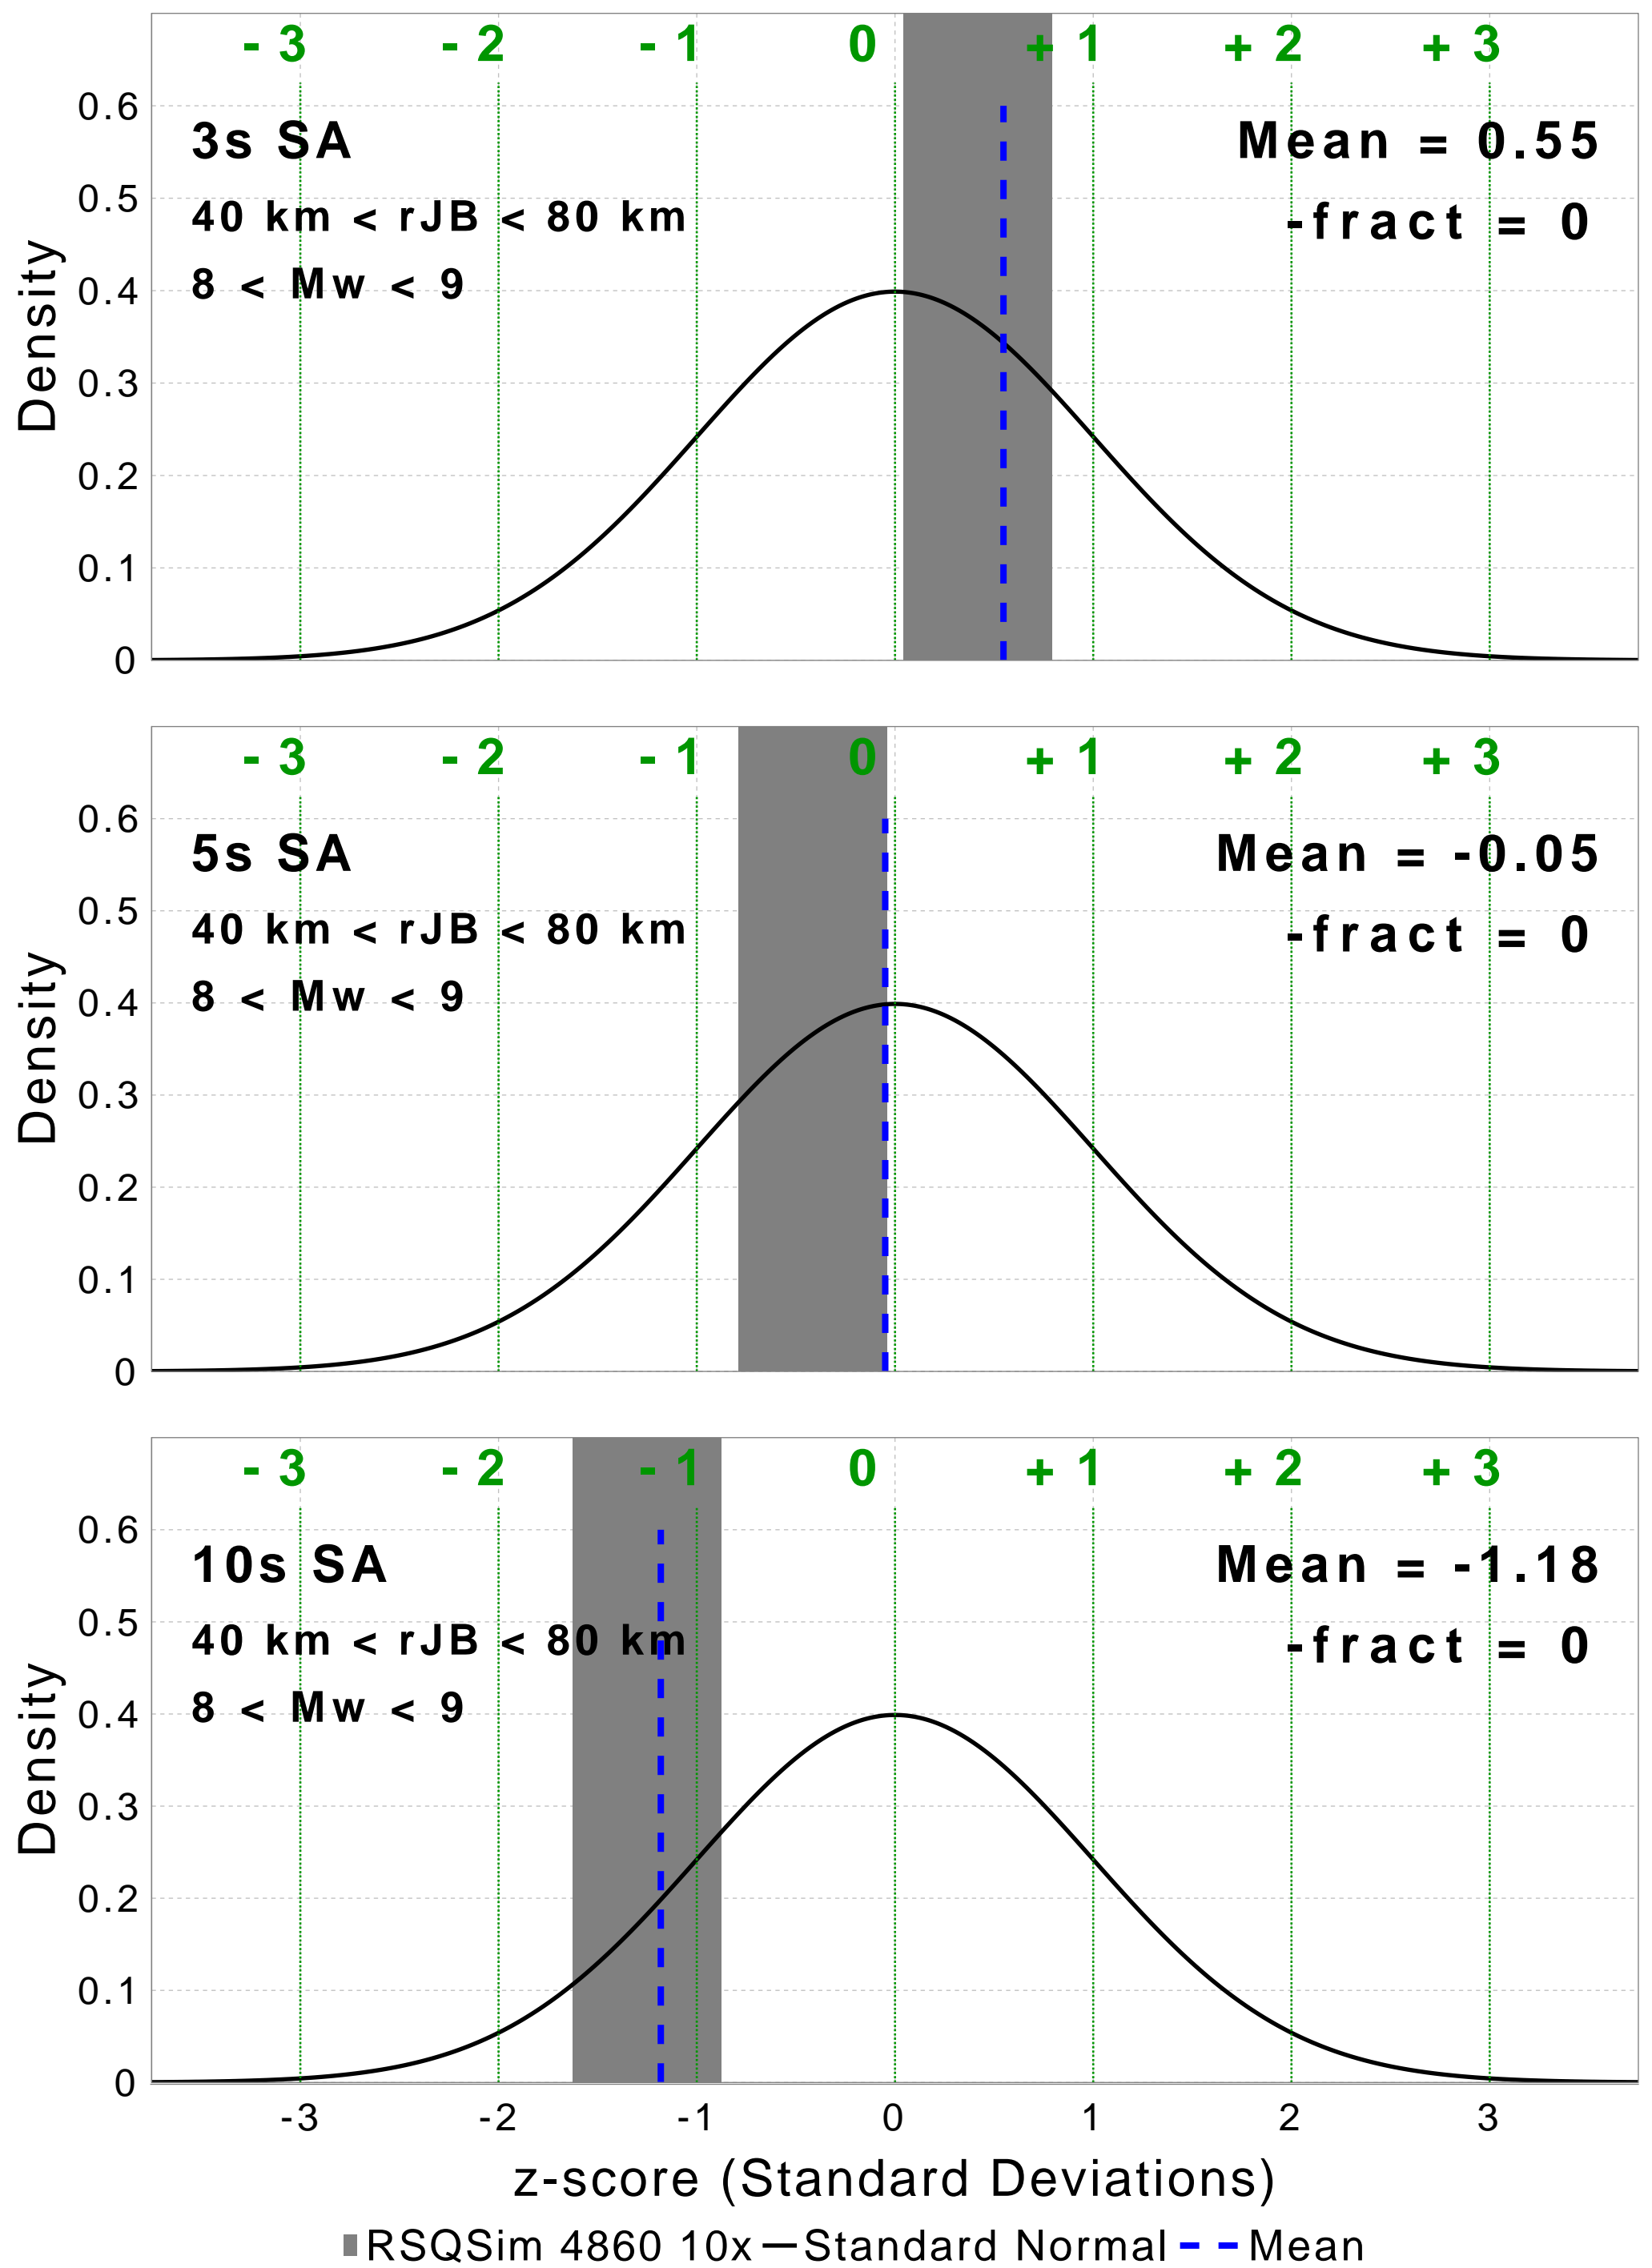 - 3 - 2 - 1 0 + 1 + 2 + 3
0.6
3s SA
Mean = 0.55
0.5
40 km < rJB < 80 km
-fract = 0
0.4
8 < Mw < 9
Density
0.3
0.2
0.1
0
- 3 - 2 - 1 0 + 1 + 2 + 3
0.6
5s SA
Mean = -0.05
0.5
40 km < rJB < 80 km
-fract = 0
0.4
8 < Mw < 9
Density
0.3
0.2
0.1
0
- 3 - 2 - 1 0 + 1 + 2 + 3
0.6
10s SA
Mean = -1.18
0.5
40 km < rJB < 80 km
-fract = 0
0.4
8 < Mw < 9
Density
0.3
0.2
0.1
0
-3 -2 -1 0 1 2 3
z-score (Standard Deviations)
RSQSim 4860 10x Standard Normal Mean